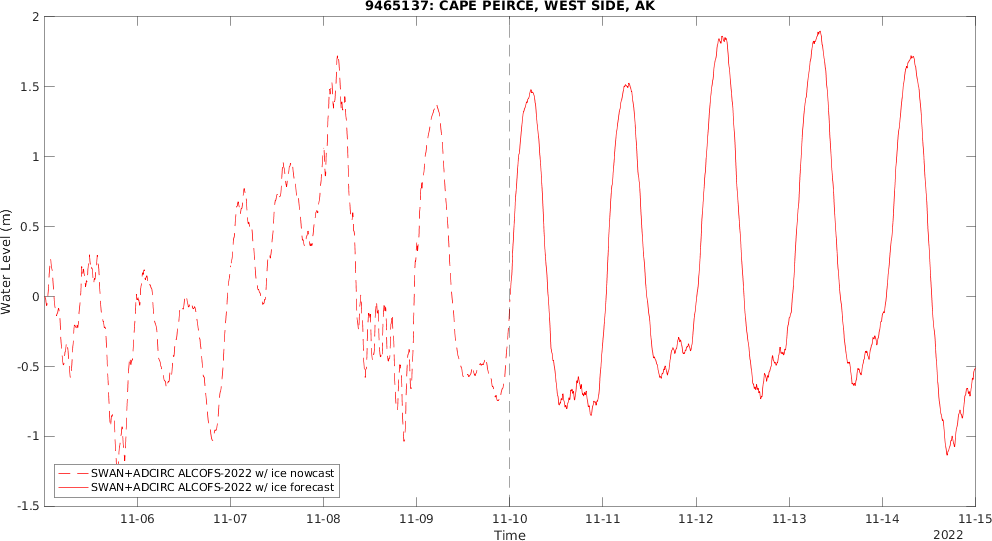 9465137: CAPE PEIRCE, WEST SIDE, AK
2
1.5
1
0.5
0
-0.5
-1
-1.5
Water Level (m)
SWAN+ADCIRC ALCOFS-2022 w/ ice nowcast
SWAN+ADCIRC ALCOFS-2022 w/ ice forecast
11-06 11-07 11-08 11-09 11-10 11-11 11-12 11-13 11-14 11-15
Time
2022